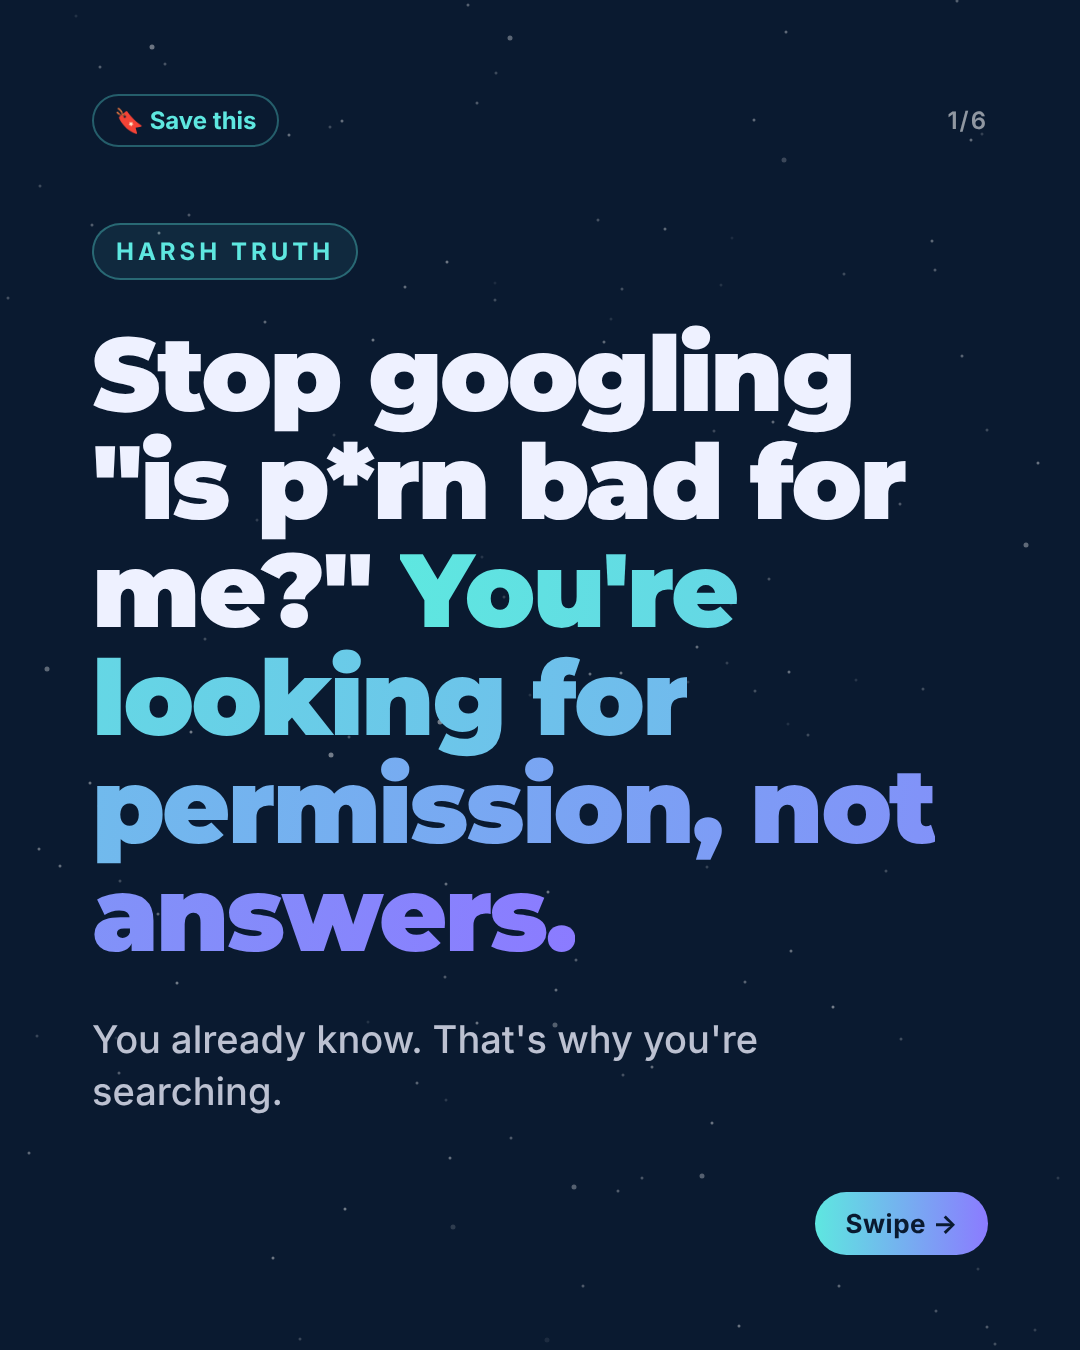 🔖 Save this
1/6
HARSH TRUTH
Stop googling
"is p*rn bad for
me?" You're
looking for
permission, not
answers.
You already know. That's why you're
searching.
Swipe →